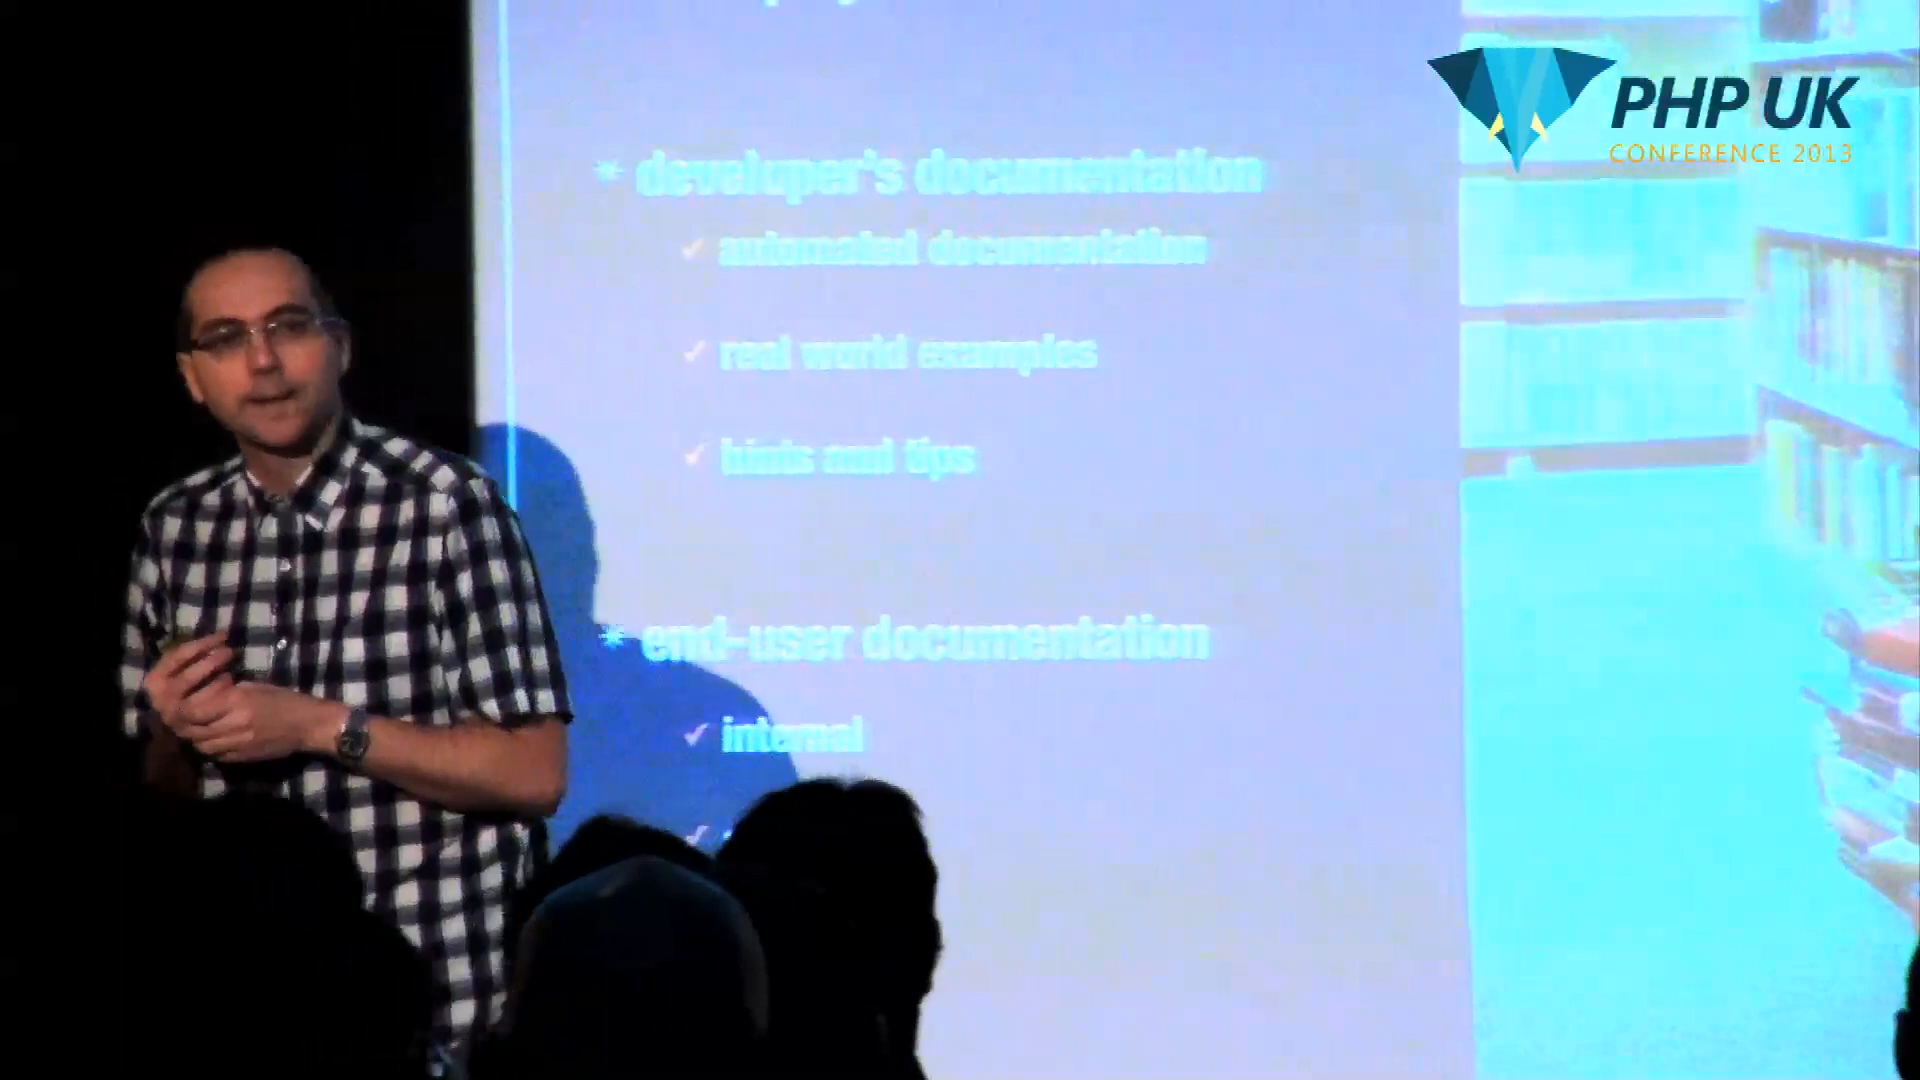 PHP UK
CONFERENCE 2013
* developer's documentation
✓ automated documentation
✓ real world examples
✓ hints and tips
* end-user documentation
✓ internal